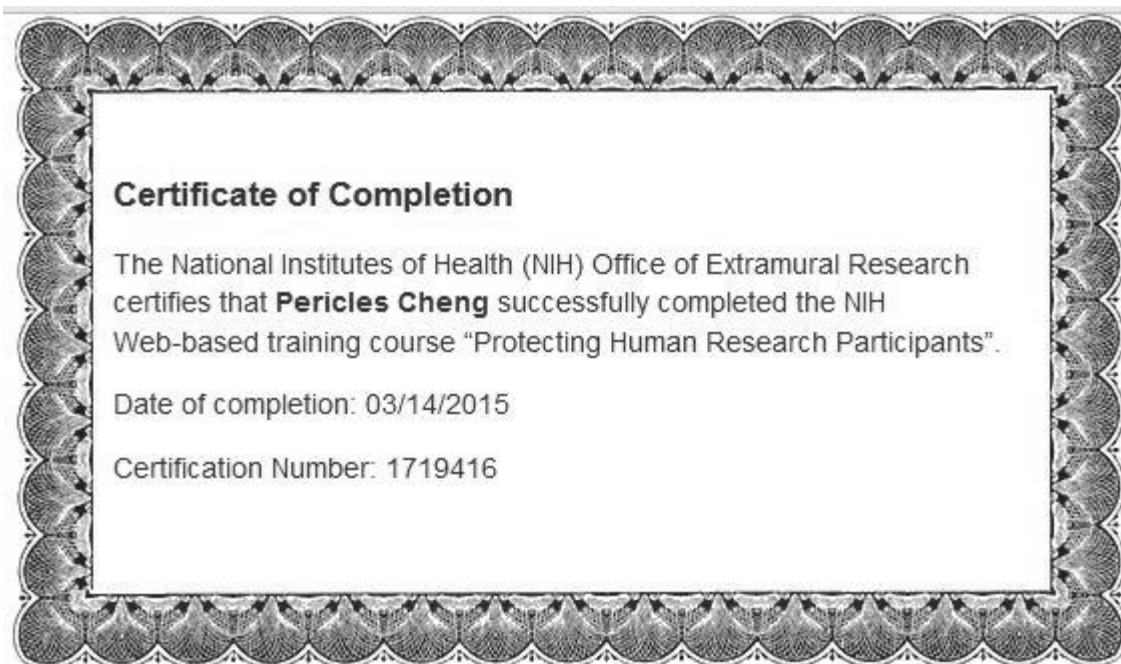 Certificate of Completion
The National Institutes of Health (NIH) Office of Extramural Research
certifies that Pericles Cheng successfully completed the NIH
Web-based training course “Protecting Human Research Participants”.
Date of completion: 03/14/2015
Certification Number: 1719416